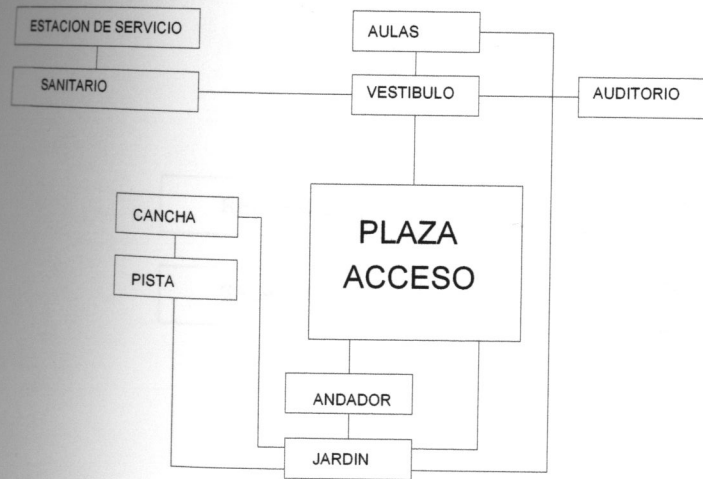 ESTACION DE SERVICIO
AULAS
SANITARIO
VESTIBULO
AUDITORIO
CANCHA
PLAZA
ACCESO
PISTA
ANDADOR
JARDIN